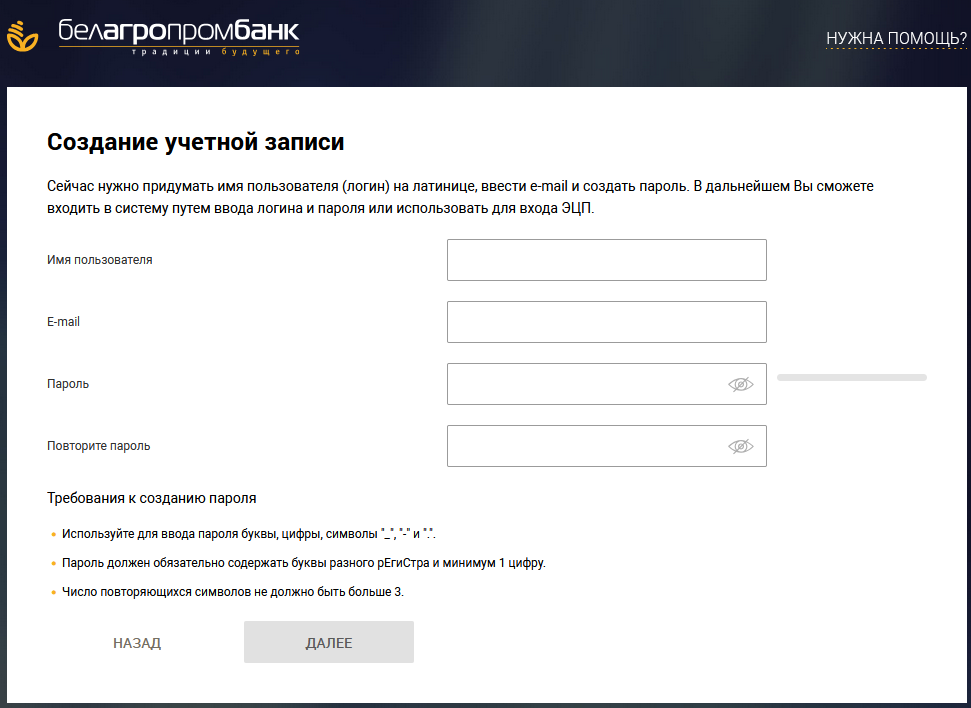 белагропромбанк
традиции будущего
НУЖНА ПОМОЩЬ?
Создание учетной записи
Сейчас нужно придумать имя пользователя (логин) на латинице, ввести e-mail и создать пароль. В дальнейшем Вы сможете
входить в систему путем ввода логина и пароля или использовать для входа ЭЦП.
Имя пользователя
E-mail
Пароль
Повторите пароль
Требования к созданию пароля
Используйте для ввода пароля буквы, цифры, символы "_", "-" и ".".
Пароль должен обязательно содержать буквы разного рЕгиСтра и минимум 1 цифру.
Число повторяющихся символов не должно быть больше 3.
НАЗАД
ДАЛЕЕ